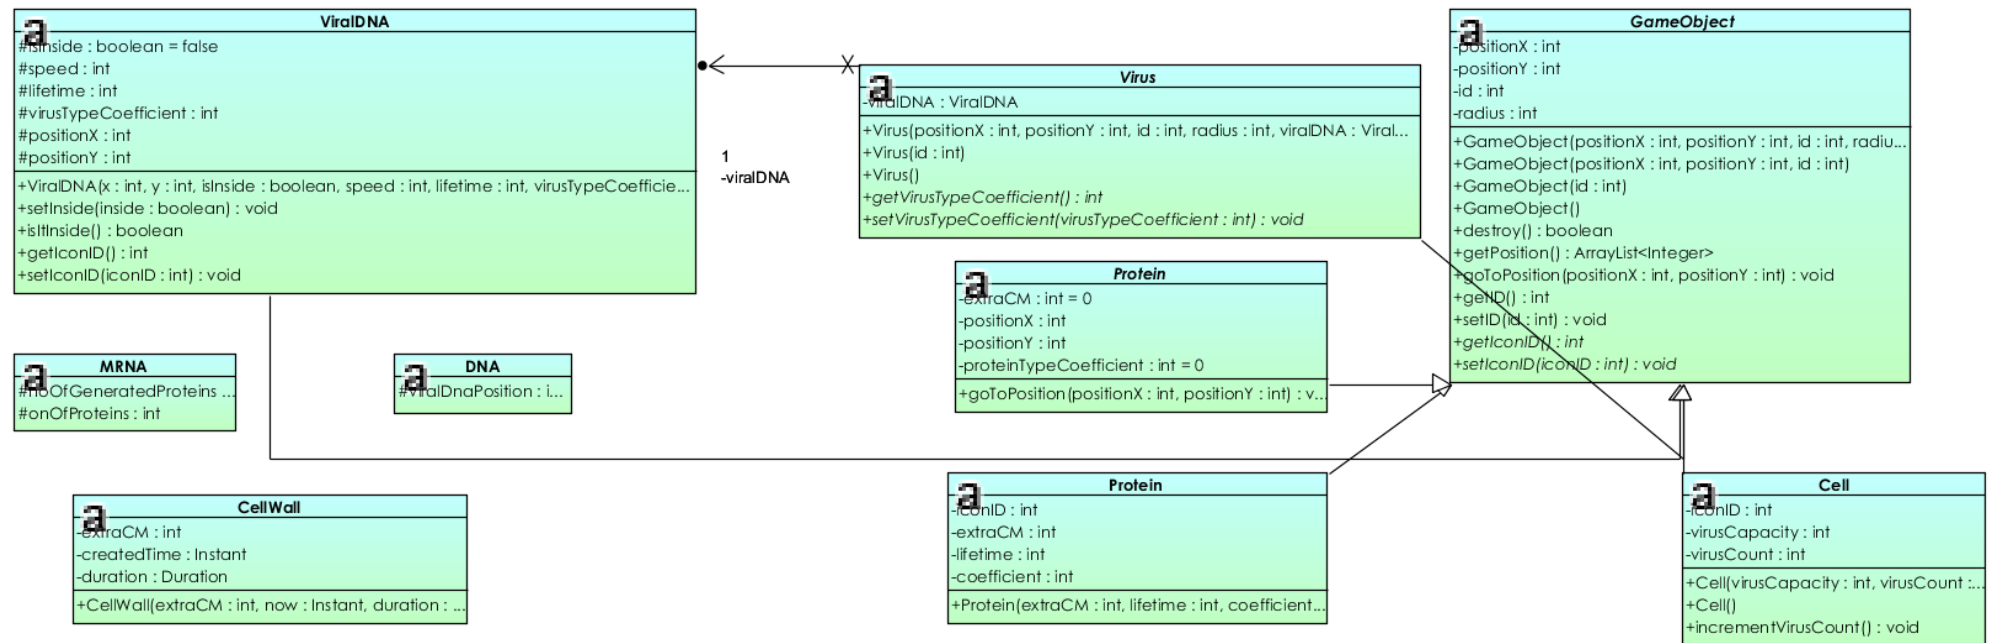 ViralDNA
#isInside : boolean = false
#speed : int
#lifetime : int
#virusTypeCoefficient : int
#positionX : int
#positionY : int
+ViralDNA(x : int, y : int, isInside : boolean, speed : int, lifetime : int, virusTypeCoefficie...
+setInside(inside : boolean) : void
+isItInside() : boolean
+getIconID() : int
+setIconID(iconID : int) : void
1
-viralDNA
Virus
-viralDNA : ViralDNA
+Virus(positionX : int, positionY : int, id : int, radius : int, viralDNA : Viral...
+Virus(id : int)
+Virus()
+getVirusTypeCoefficient() : int
+setVirusTypeCoefficient(virusTypeCoefficient : int) : void
GameObject
-positionX : int
-positionY : int
-id : int
-radius : int
+GameObject(positionX : int, positionY : int, id : int, radiu...
+GameObject(positionX : int, positionY : int, id : int)
+GameObject(id : int)
+GameObject()
+destroy() : boolean
+getPosition() : ArrayList<Integer>
+goToPosition(positionX : int, positionY : int) : void
+getID() : int
+setID(id : int) : void
+getIconID() : int
+setIconID(iconID : int) : void
Protein
-extraCM : int = 0
-positionX : int
-positionY : int
-proteinTypeCoefficient : int = 0
+goToPosition(positionX : int, positionY : int) : v...
MRNA
#noOfGeneratedProteins ...
#onOfProteins : int
DNA
#viralDnaPosition : i...
CellWall
-extraCM : int
-createdTime : Instant
-duration : Duration
+CellWall(extraCM : int, now : Instant, duration : ...
Protein
-iconID : int
-extraCM : int
-lifetime : int
-coefficient : int
+Protein(extraCM : int, lifetime : int, coefficient...
Cell
-iconID : int
-virusCapacity : int
-virusCount : int
+Cell(virusCapacity : int, virusCount :...
+Cell()
+incrementVirusCount() : void
a
a
a
a
a
a
a
a
a